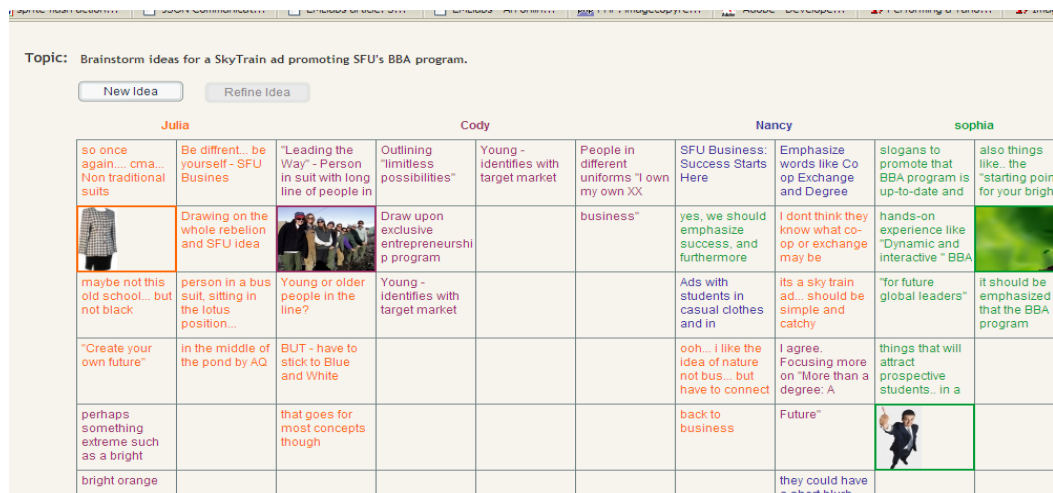 Topic: Brainstorm ideas for a SkyTrain ad promoting SFU's BBA program.
New Idea Refine Idea
Julia Cody Nancy sophia
so once
again.... cma...
Non traditional
suits
Be diffrent... be
yourself - SFU
Busines
"Leading the
Way" - Person
in suit with long
line of people in
Outlining
"limitless
possibilities"
Young -
identifies with
target market
People in
different
uniforms "I own
my own XX
SFU Business:
Success Starts
Here
Emphasize
words like Co
op Exchange
and Degree
slogans to
promote that
BBA program is
up-to-date and
also things
like.. the
"starting poin
for your brigh
Drawing on the
whole rebelion
and SFU idea
Draw upon
exclusive
entrepreneurshi
p program
business"
yes, we should
emphasize
success, and
furthermore
I dont think they
know what co-
op or exchange
may be
hands-on
experience like
"Dynamic and
interactive " BBA
maybe not this
old school... but
not black
person in a bus
suit, sitting in
the lotus
position...
Young or older
people in the
line?
Young -
identifies with
target market
Ads with
students in
casual clothes
and in
its a sky train
ad... should be
simple and
catchy
"for future
global leaders"
it should be
emphasized
that the BBA
program
"Create your
own future"
in the middle of
the pond by AQ
BUT - have to
stick to Blue
and White
ooh... i like the
idea of nature
not bus... but
have to connect
I agree.
Focusing more
on "More than a
degree: A
things that will
attract
prospective
students.. in a
perhaps
something
extreme such
as a bright
that goes for
most concepts
though
back to
business
Future"
bright orange
they could have